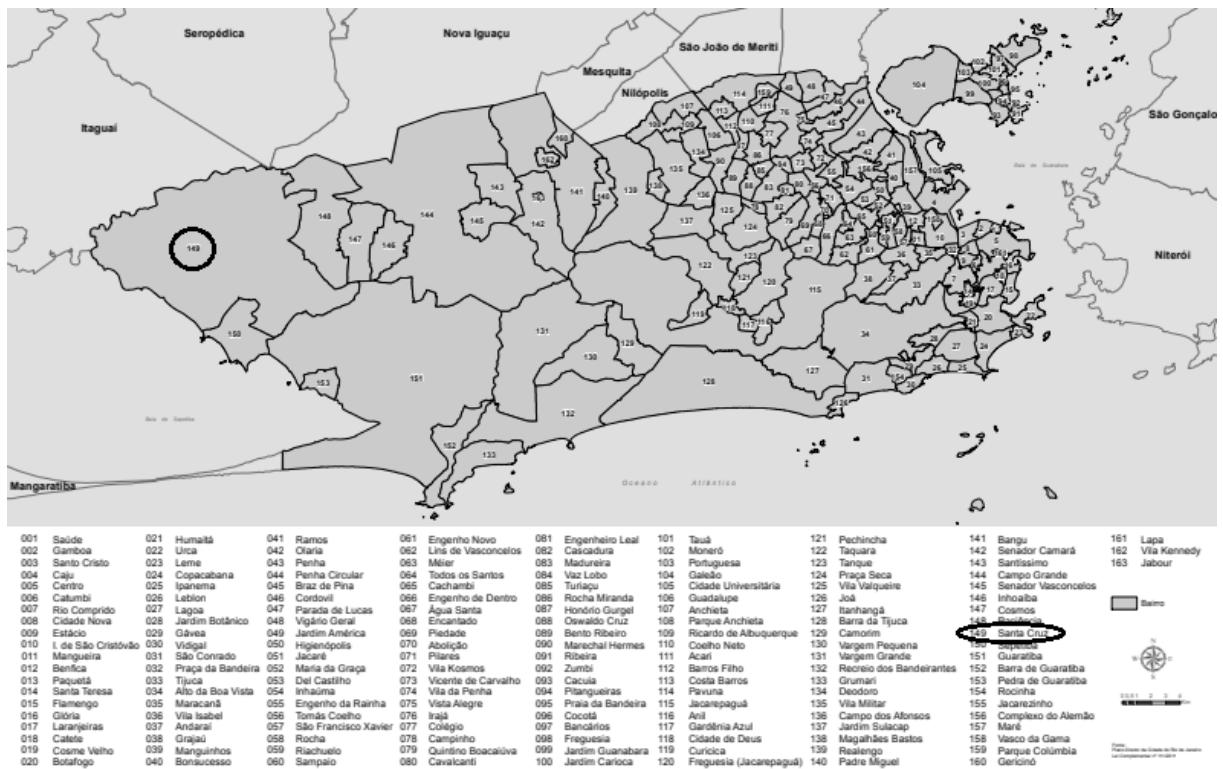 Seropédica
Nova Iguaçu
São João de Meriti
Mesquita
Nilópolis
Itaguaí
São Gonçalo
Niterói
Mangaratiba
Baía de Guanabara
Baía de Sepetiba
Oceano Atlântico
001 Saúde
002 Gamboa
003 Santo Cristo
004 Caju
005 Centro
006 Catumbi
007 Rio Comprido
008 Cidade Nova
009 Estácio
010 I. de São Cristóvão
011 Mangueira
012 Benfica
013 Paquetá
014 Santa Teresa
015 Flamengo
016 Glória
017 Laranjeiras
018 Catete
019 Cosme Velho
020 Botafogo
021 Humaitá
022 Urca
023 Leme
024 Copacabana
025 Ipanema
026 Leblon
027 Lagoa
028 Jardim Botânico
029 Gávea
030 Vidigal
031 São Conrado
032 Praça da Bandeira
033 Tijuca
034 Alto da Boa Vista
035 Maracanã
036 Vila Isabel
037 Andaraí
038 Grajaú
039 Manguinhos
040 Bonsucesso
041 Ramos
042 Olaria
043 Penha
044 Penha Circular
045 Braz de Pina
046 Cordovil
047 Parada de Lucas
048 Vigário Geral
049 Jardim América
050 Higienópolis
051 Jacaré
052 Maria da Graça
053 Del Castilho
054 Inhaúma
055 Engenho da Rainha
056 Tomás Coelho
057 São Francisco Xavier
058 Rocha
059 Riachuelo
060 Sampaio
061 Engenho Novo
062 Lins de Vasconcelos
063 Méier
064 Todos os Santos
065 Cachambi
066 Engenho de Dentro
067 Água Santa
068 Encantado
069 Piedade
070 Abolição
071 Pilares
072 Vila Kosmos
073 Vicente de Carvalho
074 Vila da Penha
075 Vista Alegre
076 Irajá
077 Colégio
078 Campinho
079 Quintino Boacaiúva
080 Cavalcanti
081 Engenheiro Leal
082 Cascadura
083 Madureira
084 Vaz Lobo
085 Turiaçu
086 Rocha Miranda
087 Honório Gurgel
088 Oswaldo Cruz
089 Bento Ribeiro
090 Marechal Hermes
091 Ribeira
092 Zumbi
093 Cacuia
094 Pitangueiras
095 Praia da Bandeira
096 Cocotá
097 Bancários
098 Freguesia
099 Jardim Guanabara
100 Jardim Carioca
101 Tauá
102 Moneró
103 Portuguesa
104 Galeão
105 Cidade Universitária
106 Guadalupe
107 Anchieta
108 Parque Anchieta
109 Ricardo de Albuquerque
110 Coelho Neto
111 Acari
112 Barros Filho
113 Costa Barros
114 Pavuna
115 Jacarepaguá
116 Anil
117 Gardênia Azul
118 Cidade de Deus
119 Curicica
120 Freguesia (Jacarepaguá)
121 Pechincha
122 Taquara
123 Tanque
124 Praça Seca
125 Vila Valqueire
126 Joá
127 Itanhangá
128 Barra da Tijuca
129 Camorim
130 Vargem Pequena
131 Vargem Grande
132 Recreio dos Bandeirantes
133 Grumari
134 Deodoro
135 Vila Militar
136 Campo dos Afonsos
137 Jardim Sulacap
138 Magalhães Bastos
139 Realengo
140 Padre Miguel
141 Bangu
142 Senador Camará
143 Santíssimo
144 Campo Grande
145 Senador Vasconcelos
146 Inhoaíba
147 Cosmos
148 Paciência
149 Santa Cruz
150 Sepetiba
151 Guaratiba
152 Barra de Guaratiba
153 Pedra de Guaratiba
154 Rocinha
155 Jacarezinho
156 Complexo do Alemão
157 Maré
158 Vasco da Gama
159 Parque Colúmbia
160 Gericinó
161 Lapa
162 Vila Kennedy
163 Jabour
Bairro